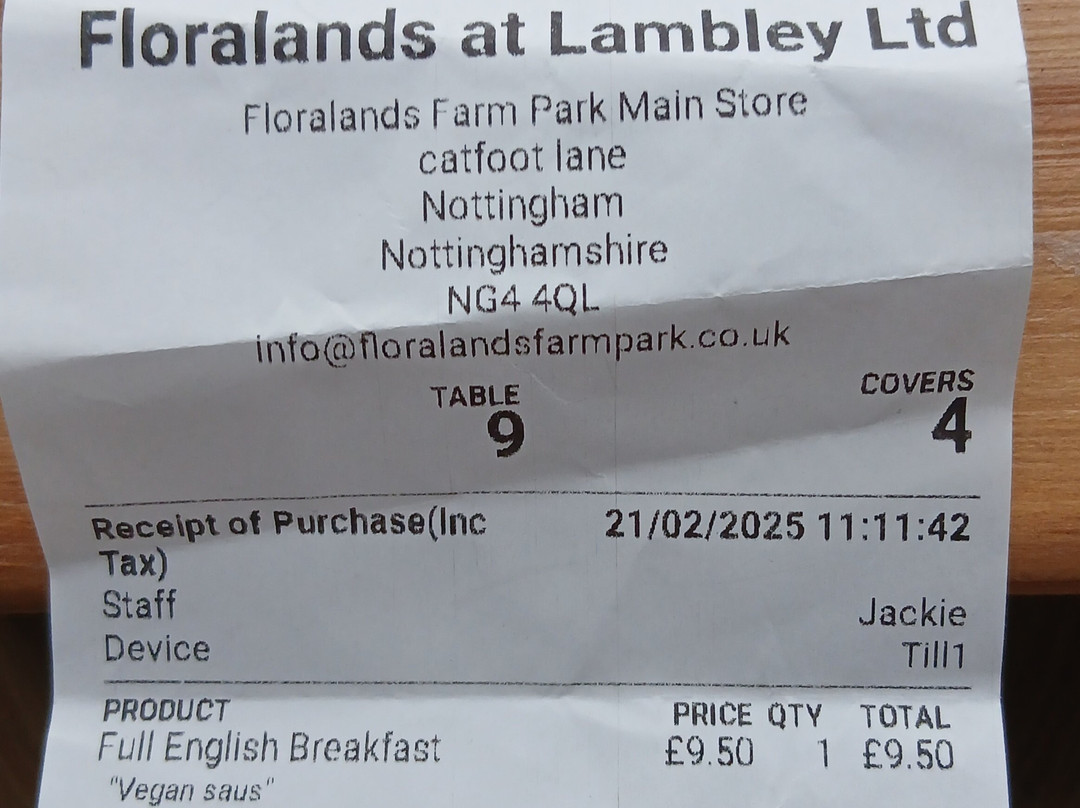 Floralands at Lambley Ltd
Floralands Farm Park Main Store
catfoot lane
Nottingham
Nottinghamshire
NG4 4QL
info@floralandsfarmpark.co.uk
TABLE COVERS
9 4
Receipt of Purchase(Inc 21/02/2025 11:11:42
Tax)
Staff Jackie
Device Till1
PRODUCT PRICE QTY TOTAL
Full English Breakfast £9.50 1 £9.50
"Vegan saus"